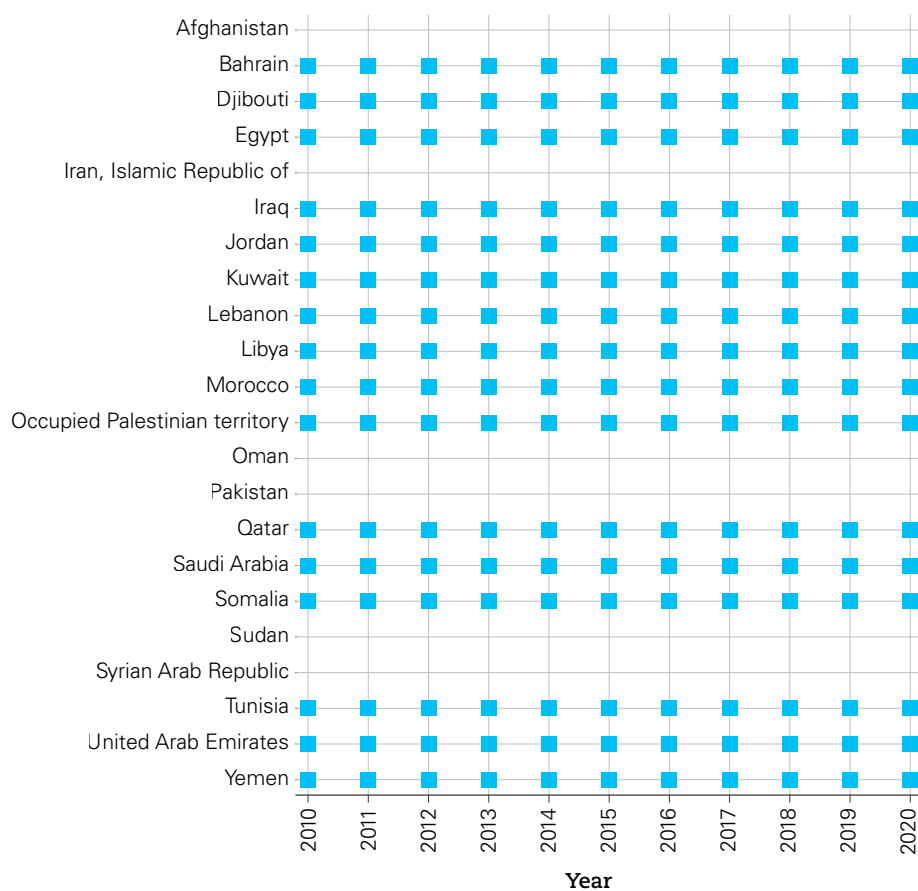 Afghanistan
Bahrain
Djibouti
Egypt
Iran, Islamic Republic of
Iraq
Jordan
Kuwait
Lebanon
Libya
Morocco
Occupied Palestinian territory
Oman
Pakistan
Qatar
Saudi Arabia
Somalia
Sudan
Syrian Arab Republic
Tunisia
United Arab Emirates
Yemen
2010 2011 2012 2013 2014 2015 2016 2017 2018 2019 2020
Year